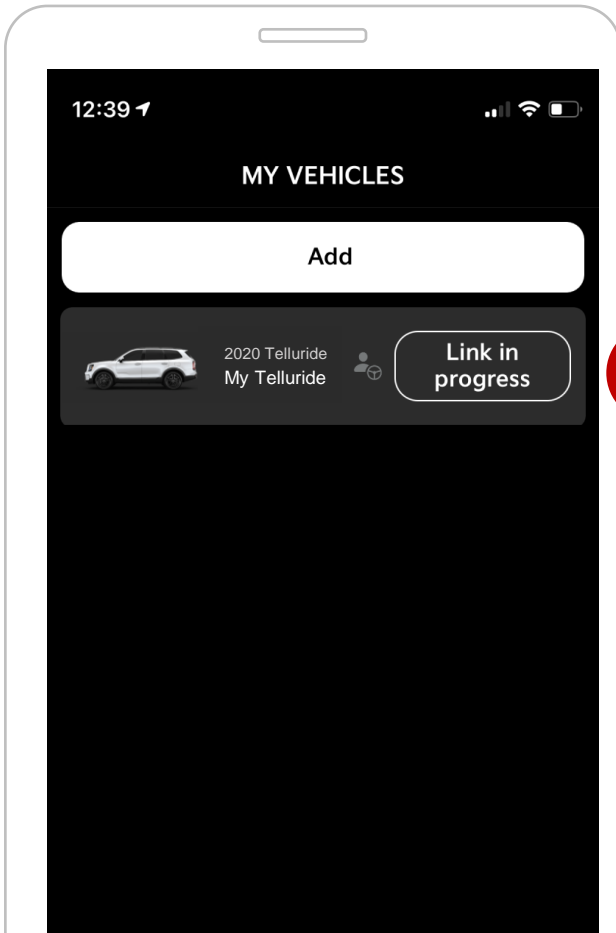 12:39
MY VEHICLES
Add
2020 Telluride
My Telluride
Link in
progress